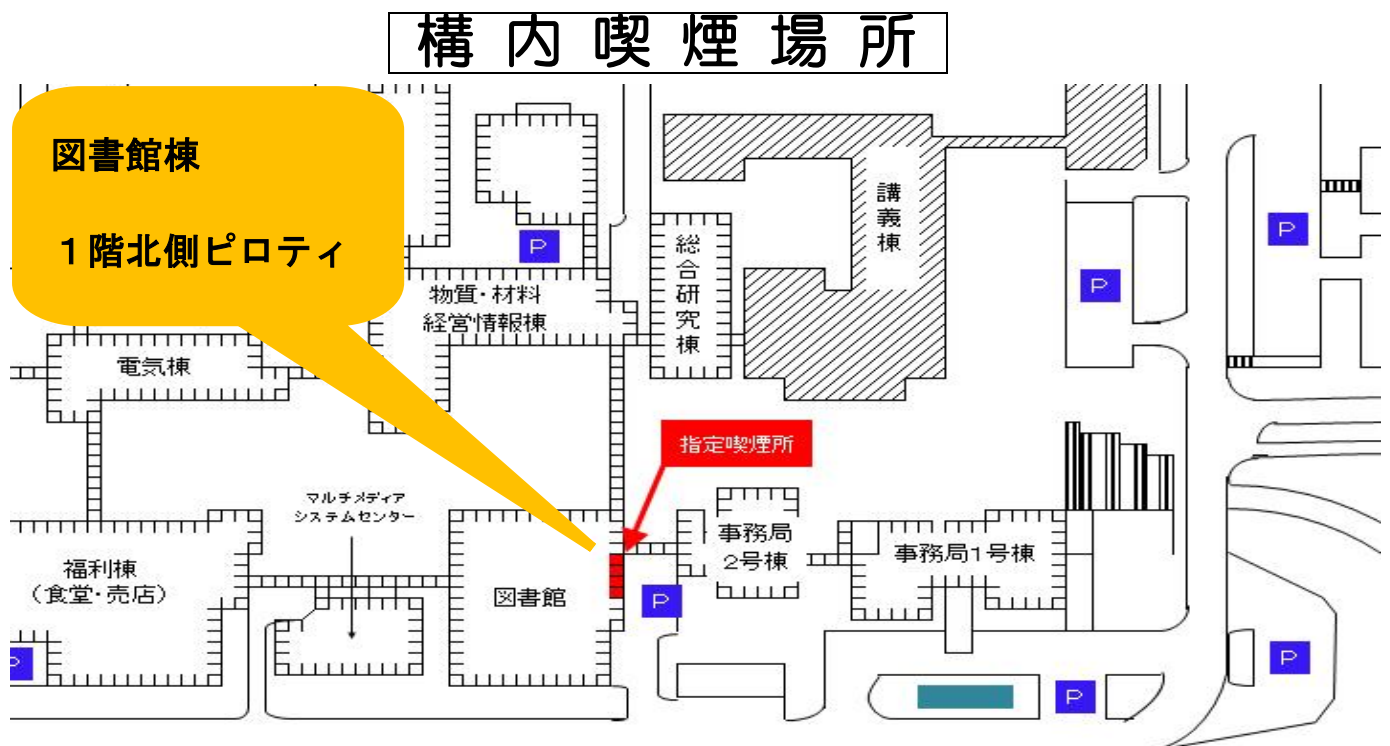 構内喫煙場所
図書館棟
１階北側ピロティ
講義棟
P
P
P
総合研究棟
物質・材料
経営情報棟
電気棟
指定喫煙所
マルチメディア
システムセンター
事務局
2号棟
事務局1号棟
福利棟
（食堂・売店）
図書館
P
P
P
P